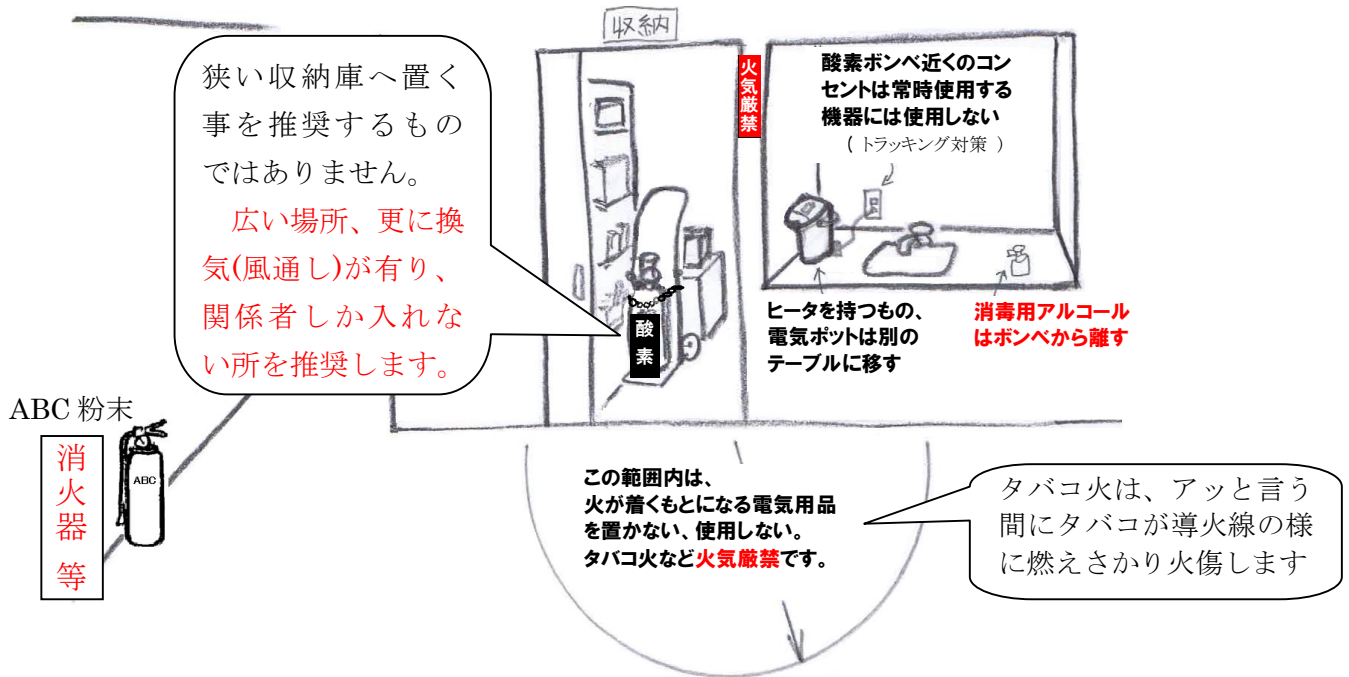 収納
狭い収納庫へ置く
事を推奨するもの
ではありません。
広い場所、更に換
気(風通し)が有り、
関係者しか入れな
い所を推奨します。
火気厳禁
酸素ボンベ近くのコン
セントは常時使用する
機器には使用しない
( トラッキング対策 )
酸素
ヒータを持つもの、
電気ポットは別の
テーブルに移す
消毒用アルコール
はボンベから離す
ABC 粉末
消火器 等
ABC
この範囲内は、
火が着くもとになる電気用品
を置かない、使用しない。
タバコ火など火気厳禁です。
タバコ火は、アッと言う
間にタバコが導火線の様
に燃えさかり火傷します